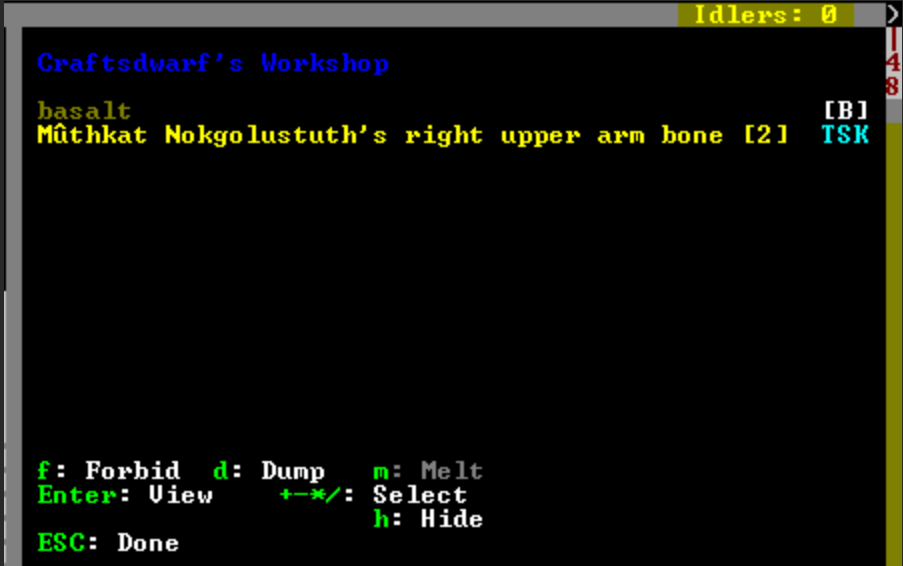 Idlers: 0
Craftsdwarf's Workshop
basalt [B]
Mûthkat Nokgolustuth's right upper arm bone [2] TSK
f: Forbid d: Dump m: Melt
Enter: View +-*/: Select
h: Hide
ESC: Done
48